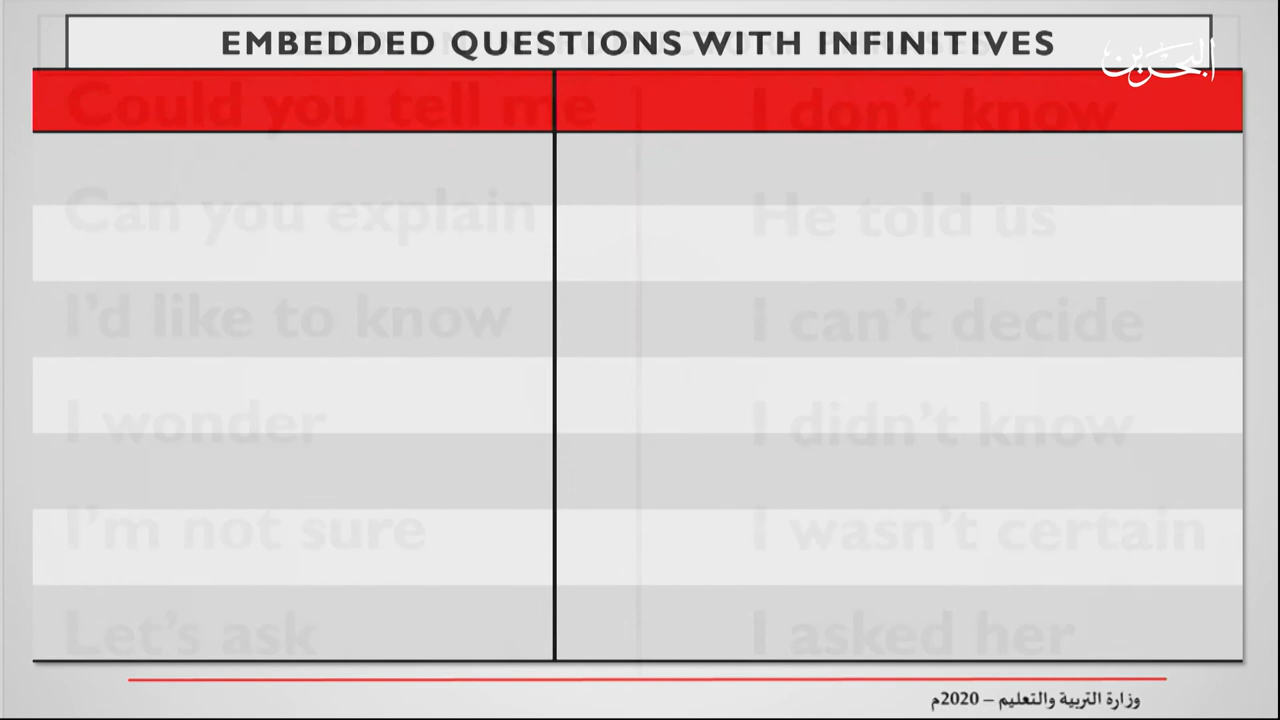 EMBEDDED QUESTIONS WITH INFINITIVES
البحرين
Could you tell me
I don't know
Can you explain
He told us
I'd like to know
I can't decide
I wonder
I didn't know
I'm not sure
I wasn't certain
Let's ask
I asked her
وزارة التربية والتعليم – 2020م